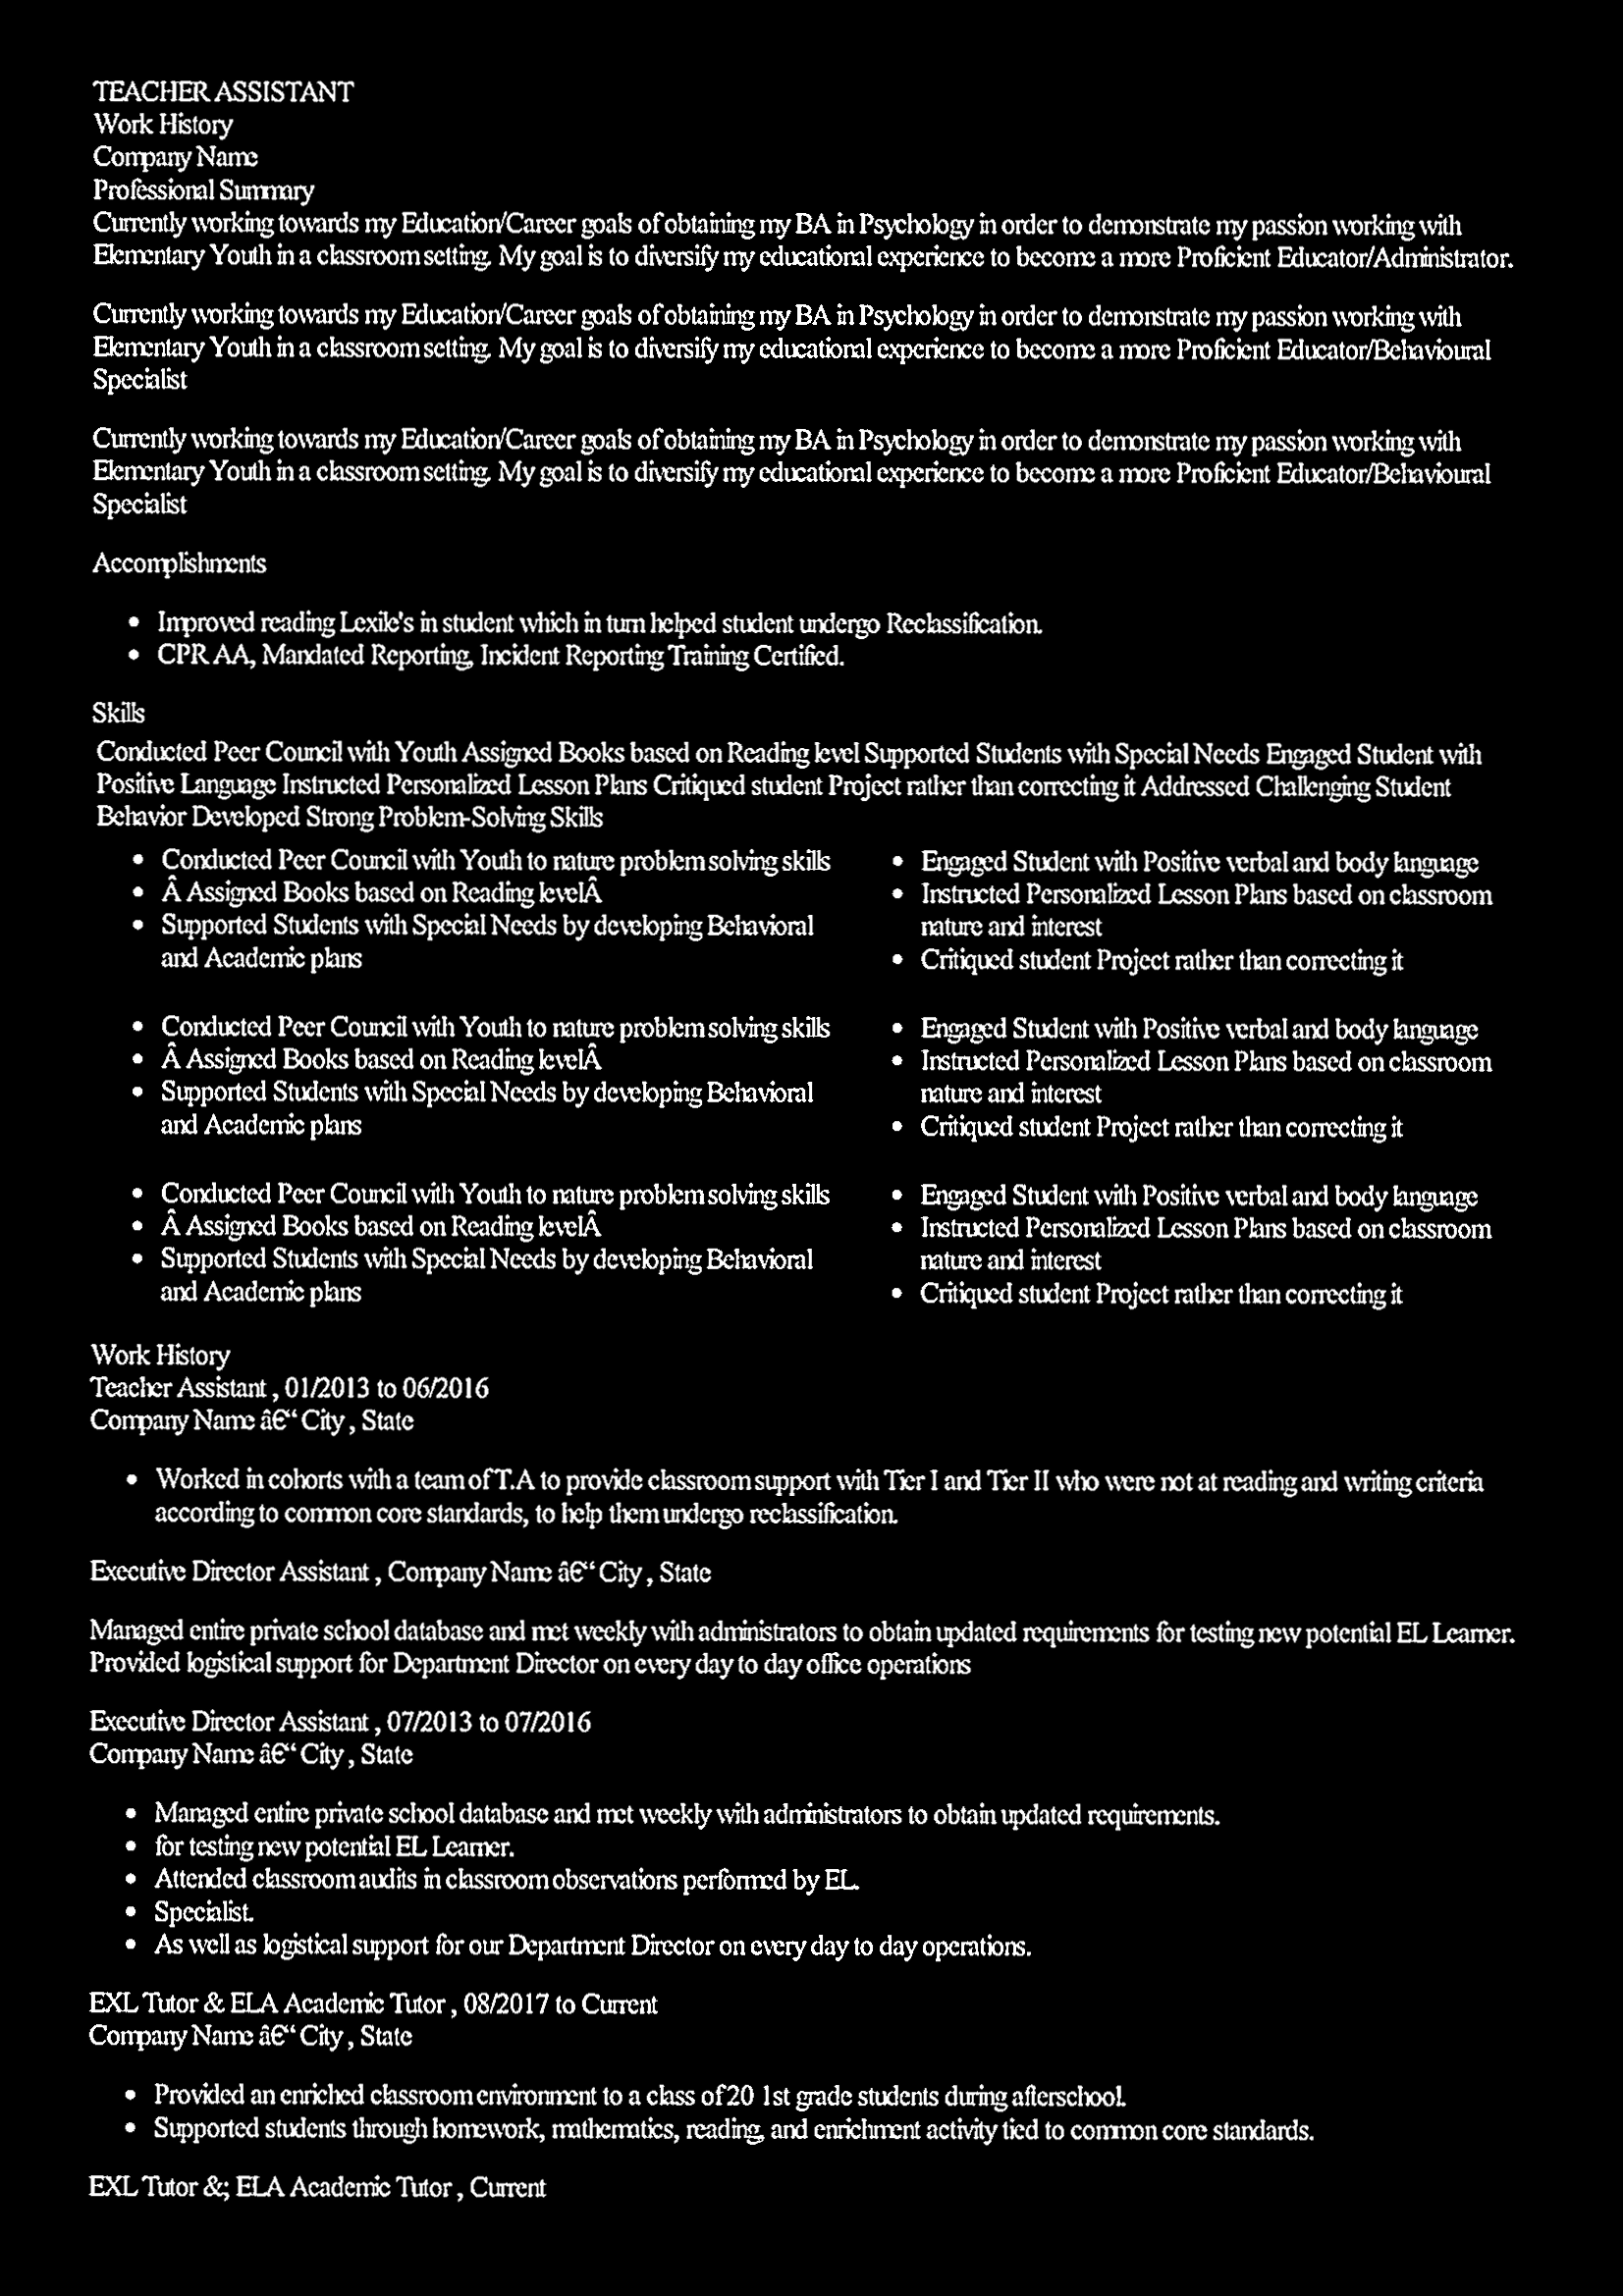 TEACHER ASSISTANT
Work History
Company Name
Professional Summary
Currently working towards my Education/Career goals of obtaining my BA in Psychology in order to demonstrate my passion working with
Elementary Youth in a classroom setting. My goal is to diversify my educational experience to become a more Proficient Educator/Administrator.
Currently working towards my Education/Career goals of obtaining my BA in Psychology in order to demonstrate my passion working with
Elementary Youth in a classroom setting. My goal is to diversify my educational experience to become a more Proficient Educator/Behavioural
Specialist
Currently working towards my Education/Career goals of obtaining my BA in Psychology in order to demonstrate my passion working with
Elementary Youth in a classroom setting. My goal is to diversify my educational experience to become a more Proficient Educator/Behavioural
Specialist
Accomplishments
• Improved reading Lexile's in student which in turn helped student undergo Reclassification.
• CPR AA, Mandated Reporting, Incident Reporting Training Certified.
Skills
Conducted Peer Council with Youth Assigned Books based on Reading level Supported Students with Special Needs Engaged Student with
Positive Language Instructed Personalized Lesson Plans Critiqued student Project rather than correcting it Addressed Challenging Student
Behavior Developed Strong Problem-Solving Skills
• Conducted Peer Council with Youth to nature problem solving skills
• Â Assigned Books based on Reading levelÂ
• Supported Students with Special Needs by developing Behavioral
and Academic plans
• Engaged Student with Positive verbal and body language
• Instructed Personalized Lesson Plans based on classroom
nature and interest
• Critiqued student Project rather than correcting it
• Conducted Peer Council with Youth to nature problem solving skills
• Â Assigned Books based on Reading levelÂ
• Supported Students with Special Needs by developing Behavioral
and Academic plans
• Engaged Student with Positive verbal and body language
• Instructed Personalized Lesson Plans based on classroom
nature and interest
• Critiqued student Project rather than correcting it
• Conducted Peer Council with Youth to nature problem solving skills
• Â Assigned Books based on Reading levelÂ
• Supported Students with Special Needs by developing Behavioral
and Academic plans
• Engaged Student with Positive verbal and body language
• Instructed Personalized Lesson Plans based on classroom
nature and interest
• Critiqued student Project rather than correcting it
Work History
Teacher Assistant , 01/2013 to 06/2016
Company Name â€“ City , State
• Worked in cohorts with a team of T.A to provide classroom support with Tier I and Tier II who were not at reading and writing criteria
according to common core standards, to help them undergo reclassification.
Executive Director Assistant , Company Name â€“ City , State
Managed entire private school database and met weekly with administrators to obtain updated requirements for testing new potential EL Learner.
Provided logistical support for Department Director on every day to day office operations
Executive Director Assistant , 07/2013 to 07/2016
Company Name â€“ City , State
• Managed entire private school database and met weekly with administrators to obtain updated requirements.
• for testing new potential EL Learner.
• Attended classroom audits in classroom observations performed by EL.
• Specialist.
• As well as logistical support for our Department Director on every day to day operations.
EXL Tutor & ELA Academic Tutor , 08/2017 to Current
Company Name â€“ City , State
• Provided an enriched classroom environment to a class of 20 1st grade students during afterschool.
• Supported students through homework, mathematics, reading, and enrichment activity tied to common core standards.
EXL Tutor &; ELA Academic Tutor , Current